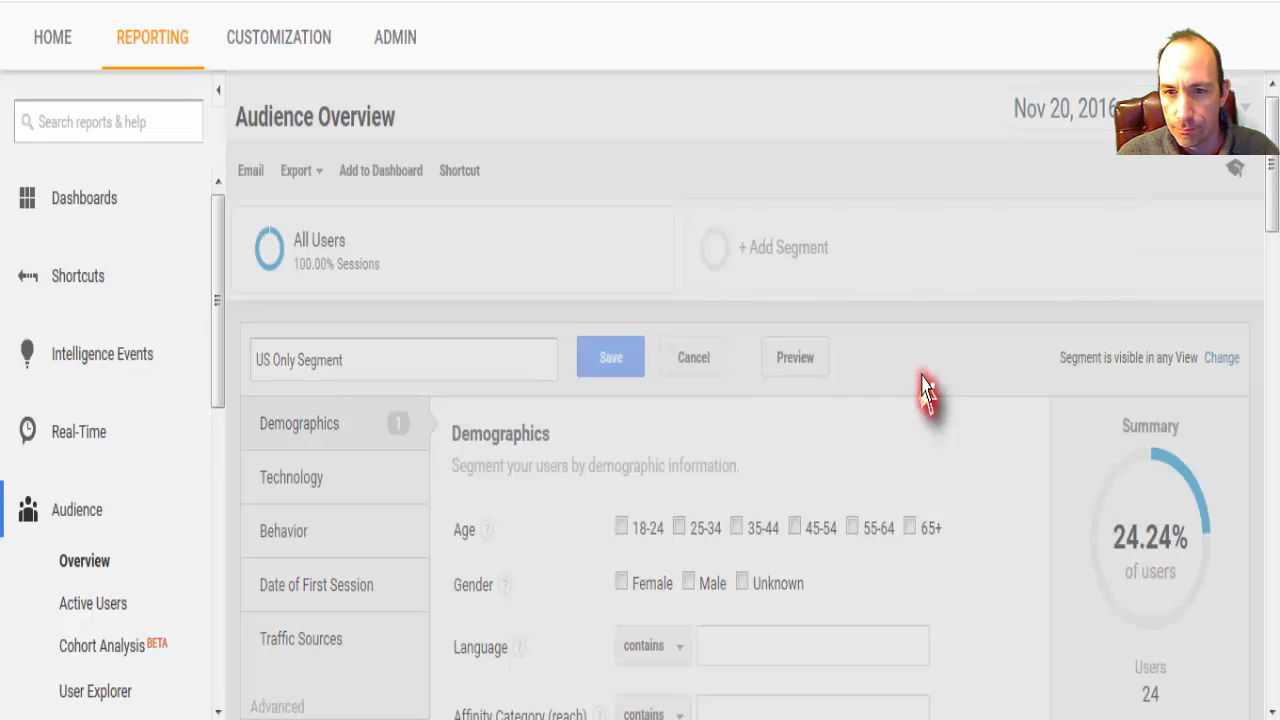 HOME REPORTING CUSTOMIZATION ADMIN
Search reports & help
Dashboards
Shortcuts
Intelligence Events
Real-Time
Audience
Overview
Active Users
Cohort Analysis BETA
User Explorer
Audience Overview
Nov 20, 2016
Email Export Add to Dashboard Shortcut
All Users
100.00% Sessions
+ Add Segment
US Only Segment
Save Cancel Preview
Segment is visible in any View Change
Demographics 1
Technology
Behavior
Date of First Session
Traffic Sources
Advanced
Demographics
Segment your users by demographic information.
Age ? 18-24 25-34 35-44 45-54 55-64 65+
Gender ? Female Male Unknown
Language ? contains
Affinity Category (reach) ? contains
Summary
24.24%
of users
Users
24